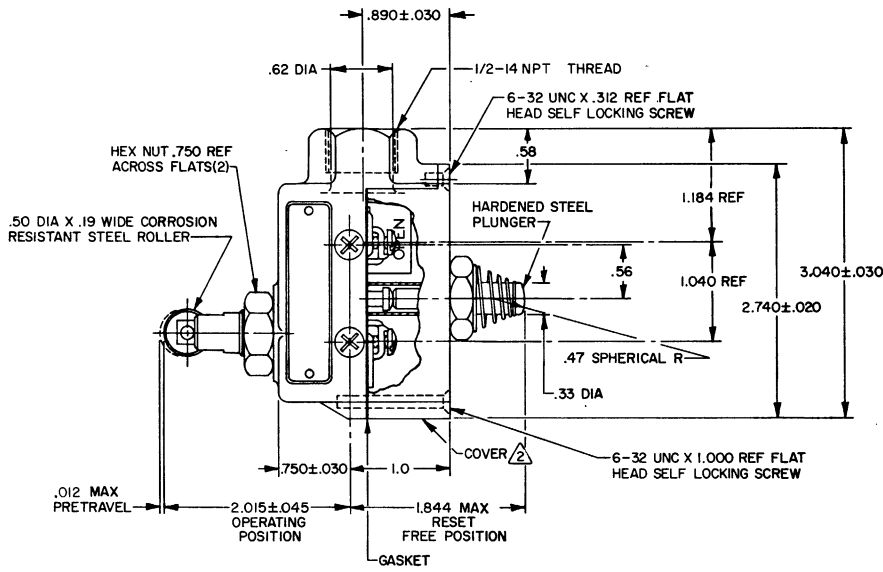 .890±.030
.62 DIA
1/2-14 NPT THREAD
6-32 UNC X .312 REF FLAT
HEAD SELF LOCKING SCREW
HEX NUT .750 REF
ACROSS FLATS(2)
.58
1.184 REF
HARDENED STEEL
PLUNGER
.50 DIA X .19 WIDE CORROSION
RESISTANT STEEL ROLLER
OPEN
.56
1.040 REF
3.040±.030
2.740±.020
.47 SPHERICAL R
.33 DIA
COVER 2
6-32 UNC X 1.000 REF FLAT
HEAD SELF LOCKING SCREW
.750±.030
1.0
.012 MAX
PRETRAVEL
2.015±.045
OPERATING
POSITION
1.844 MAX
RESET
FREE POSITION
GASKET